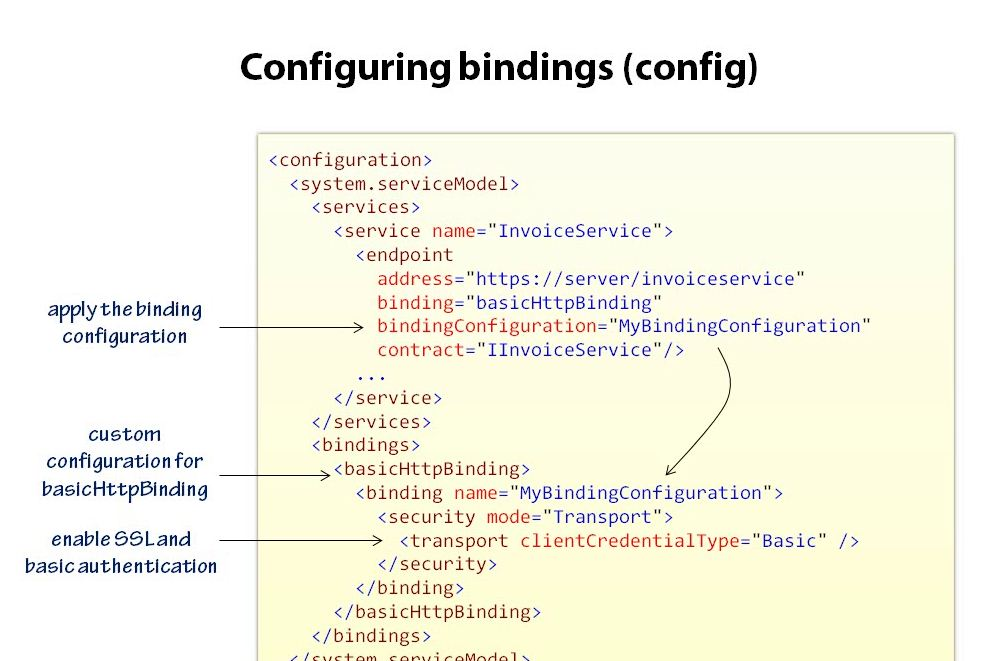 Configuring bindings (config)
<configuration>
<system.serviceModel>
<services>
<service name="InvoiceService">
<endpoint
address="https://server/invoiceservice"
binding="basicHttpBinding"
bindingConfiguration="MyBindingConfiguration"
contract="IInvoiceService"/>
...
</service>
</services>
<bindings>
<basicHttpBinding>
<binding name="MyBindingConfiguration">
<security mode="Transport">
<transport clientCredentialType="Basic" />
</security>
</binding>
</basicHttpBinding>
</bindings>
</system.serviceModel>
apply the binding
configuration
custom
configuration for
basicHttpBinding
enable SSL and
basic authentication